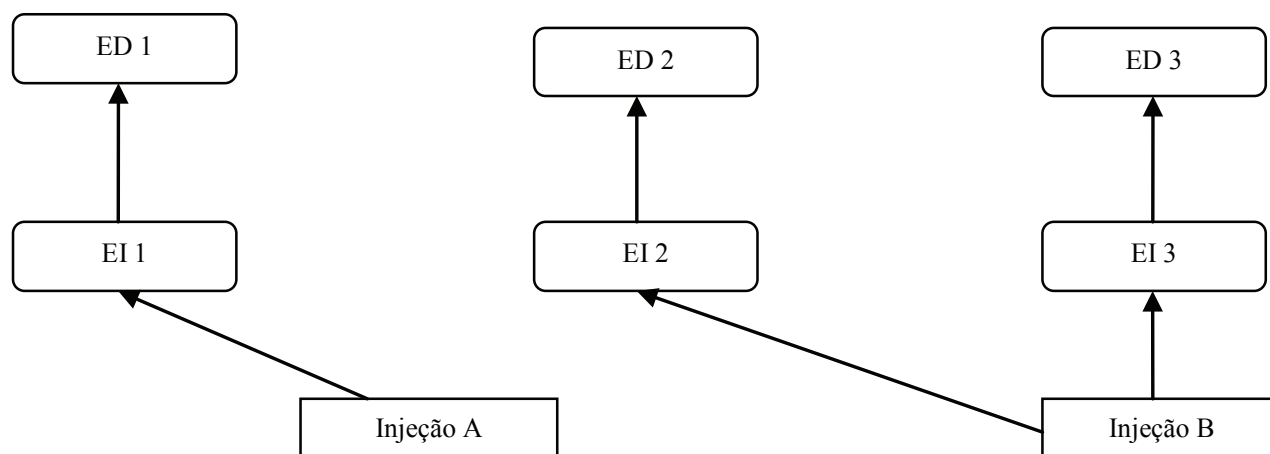 ED 1
ED 2
ED 3
EI 1
EI 2
EI 3
Injeção A
Injeção B